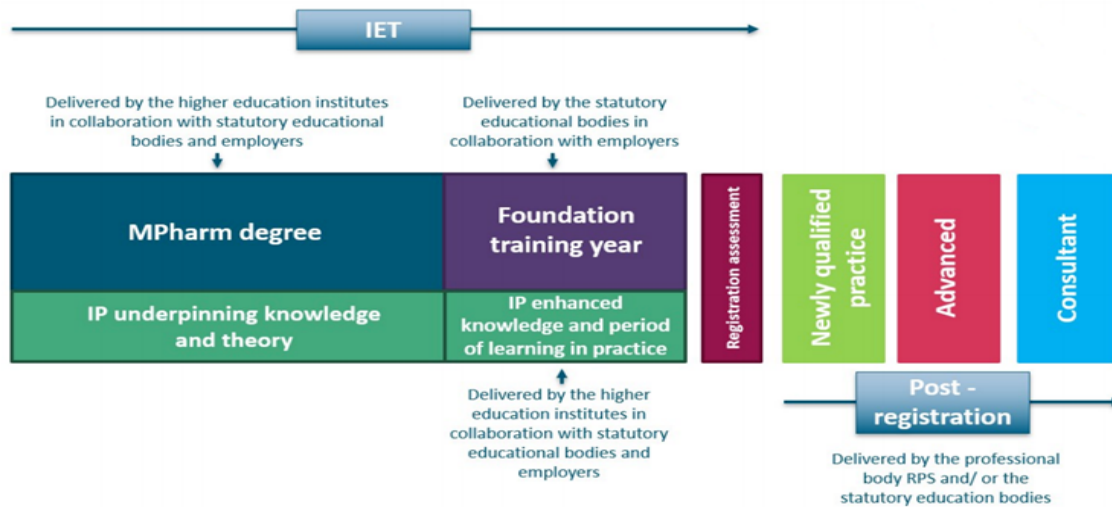 IET
Delivered by the higher education institutes
in collaboration with statutory educational
bodies and employers
Delivered by the statutory
educational bodies in
collaboration with employers
MPharm degree
Foundation
training year
Registration assessment
Newly qualified
practice
Advanced
Consultant
IP underpinning knowledge
and theory
IP enhanced
knowledge and period
of learning in practice
Delivered by the higher
education institutes in
collaboration with statutory
educational bodies and
employers
Post -
registration
Delivered by the professional
body RPS and/ or the
statutory education bodies